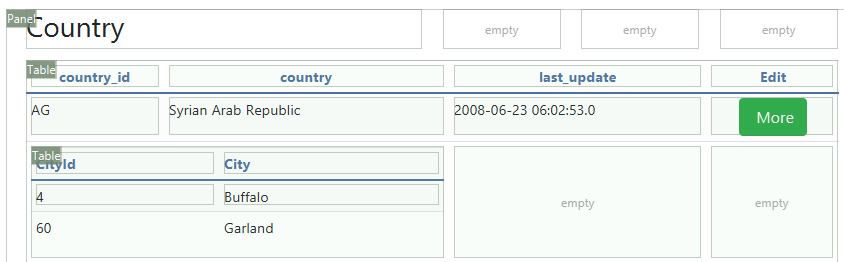 Panel
Country
empty
empty
empty
Table
country_id country last_update Edit
AG Syrian Arab Republic 2008-06-23 06:02:53.0 More
Table
CityId City
4 Buffalo
60 Garland
empty
empty